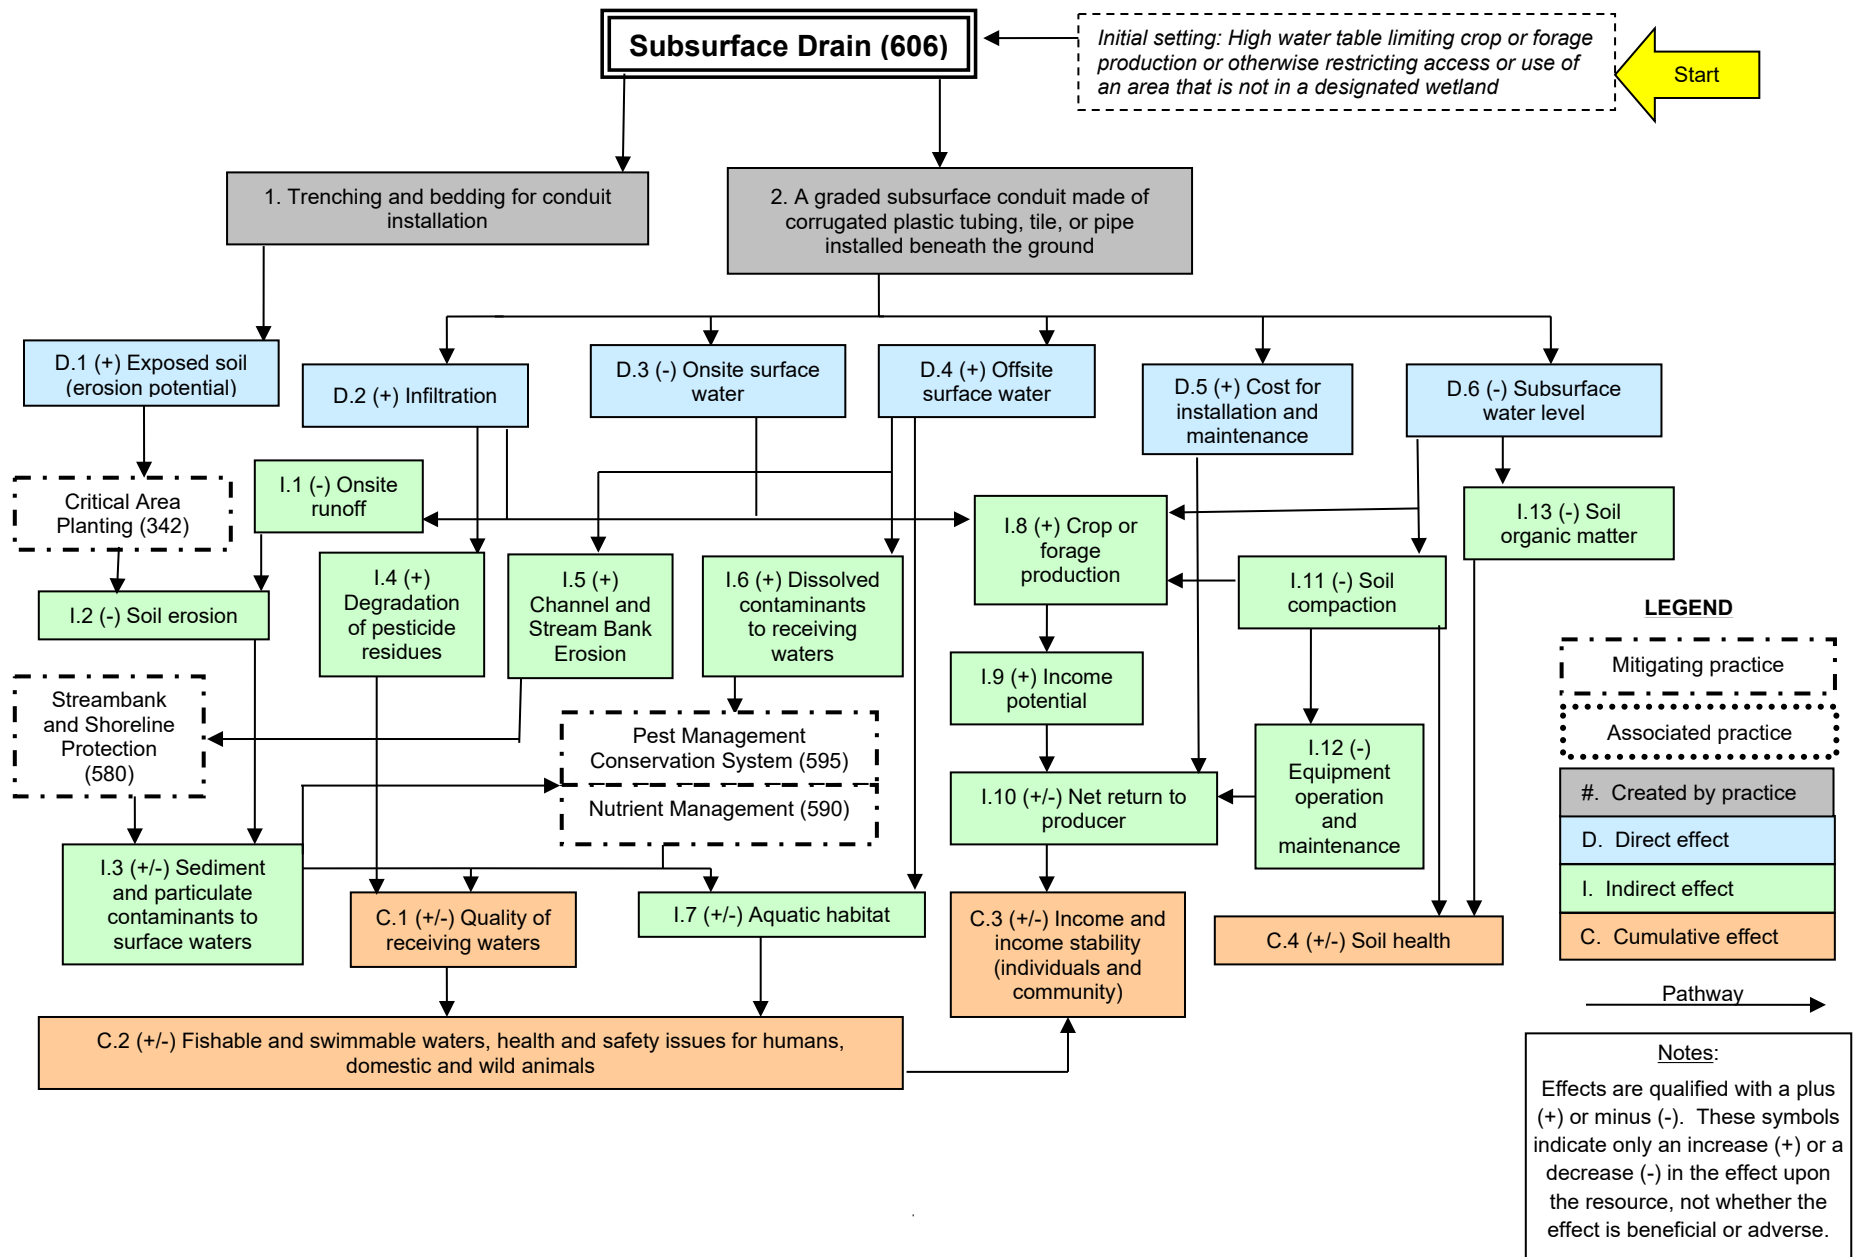 Subsurface Drain (606)
Initial setting: High water table limiting crop or forage
production or otherwise restricting access or use of
an area that is not in a designated wetland
Start
1. Trenching and bedding for conduit
installation
2. A graded subsurface conduit made of
corrugated plastic tubing, tile, or pipe
installed beneath the ground
D.1 (+) Exposed soil
(erosion potential)
D.2 (+) Infiltration
D.3 (-) Onsite surface
water
D.4 (+) Offsite
surface water
D.5 (+) Cost for
installation and
maintenance
D.6 (-) Subsurface
water level
Critical Area
Planting (342)
I.1 (-) Onsite
runoff
I.8 (+) Crop or
forage
production
I.13 (-) Soil
organic matter
I.2 (-) Soil erosion
I.4 (+)
Degradation
of pesticide
residues
I.5 (+)
Channel and
Stream Bank
Erosion
I.6 (+) Dissolved
contaminants
to receiving
waters
I.11 (-) Soil
compaction
LEGEND
Mitigating practice
Associated practice
#. Created by practice
D. Direct effect
I. Indirect effect
C. Cumulative effect
Pathway
Streambank
and Shoreline
Protection
(580)
Pest Management
Conservation System (595)
Nutrient Management (590)
I.9 (+) Income
potential
I.10 (+/-) Net return to
producer
I.12 (-)
Equipment
operation
and
maintenance
I.3 (+/-) Sediment
and particulate
contaminants to
surface waters
C.1 (+/-) Quality of
receiving waters
I.7 (+/-) Aquatic habitat
C.3 (+/-) Income and
income stability
(individuals and
community)
C.4 (+/-) Soil health
C.2 (+/-) Fishable and swimmable waters, health and safety issues for humans,
domestic and wild animals
Notes:
Effects are qualified with a plus
(+) or minus (-). These symbols
indicate only an increase (+) or a
decrease (-) in the effect upon
the resource, not whether the
effect is beneficial or adverse.